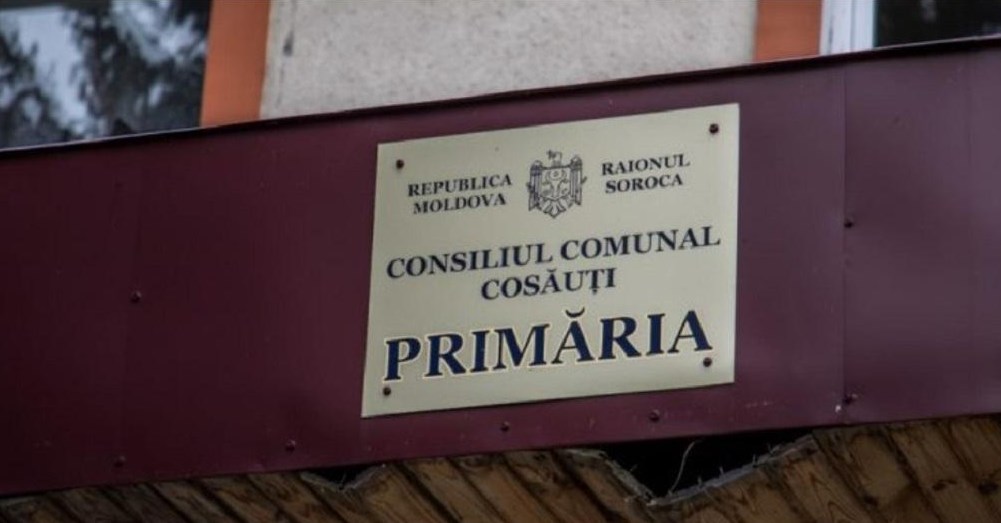 REPUBLICA MOLDOVA
RAIONUL SOROCA
CONSILIUL COMUNAL
COSĂUȚI
PRIMĂRIA